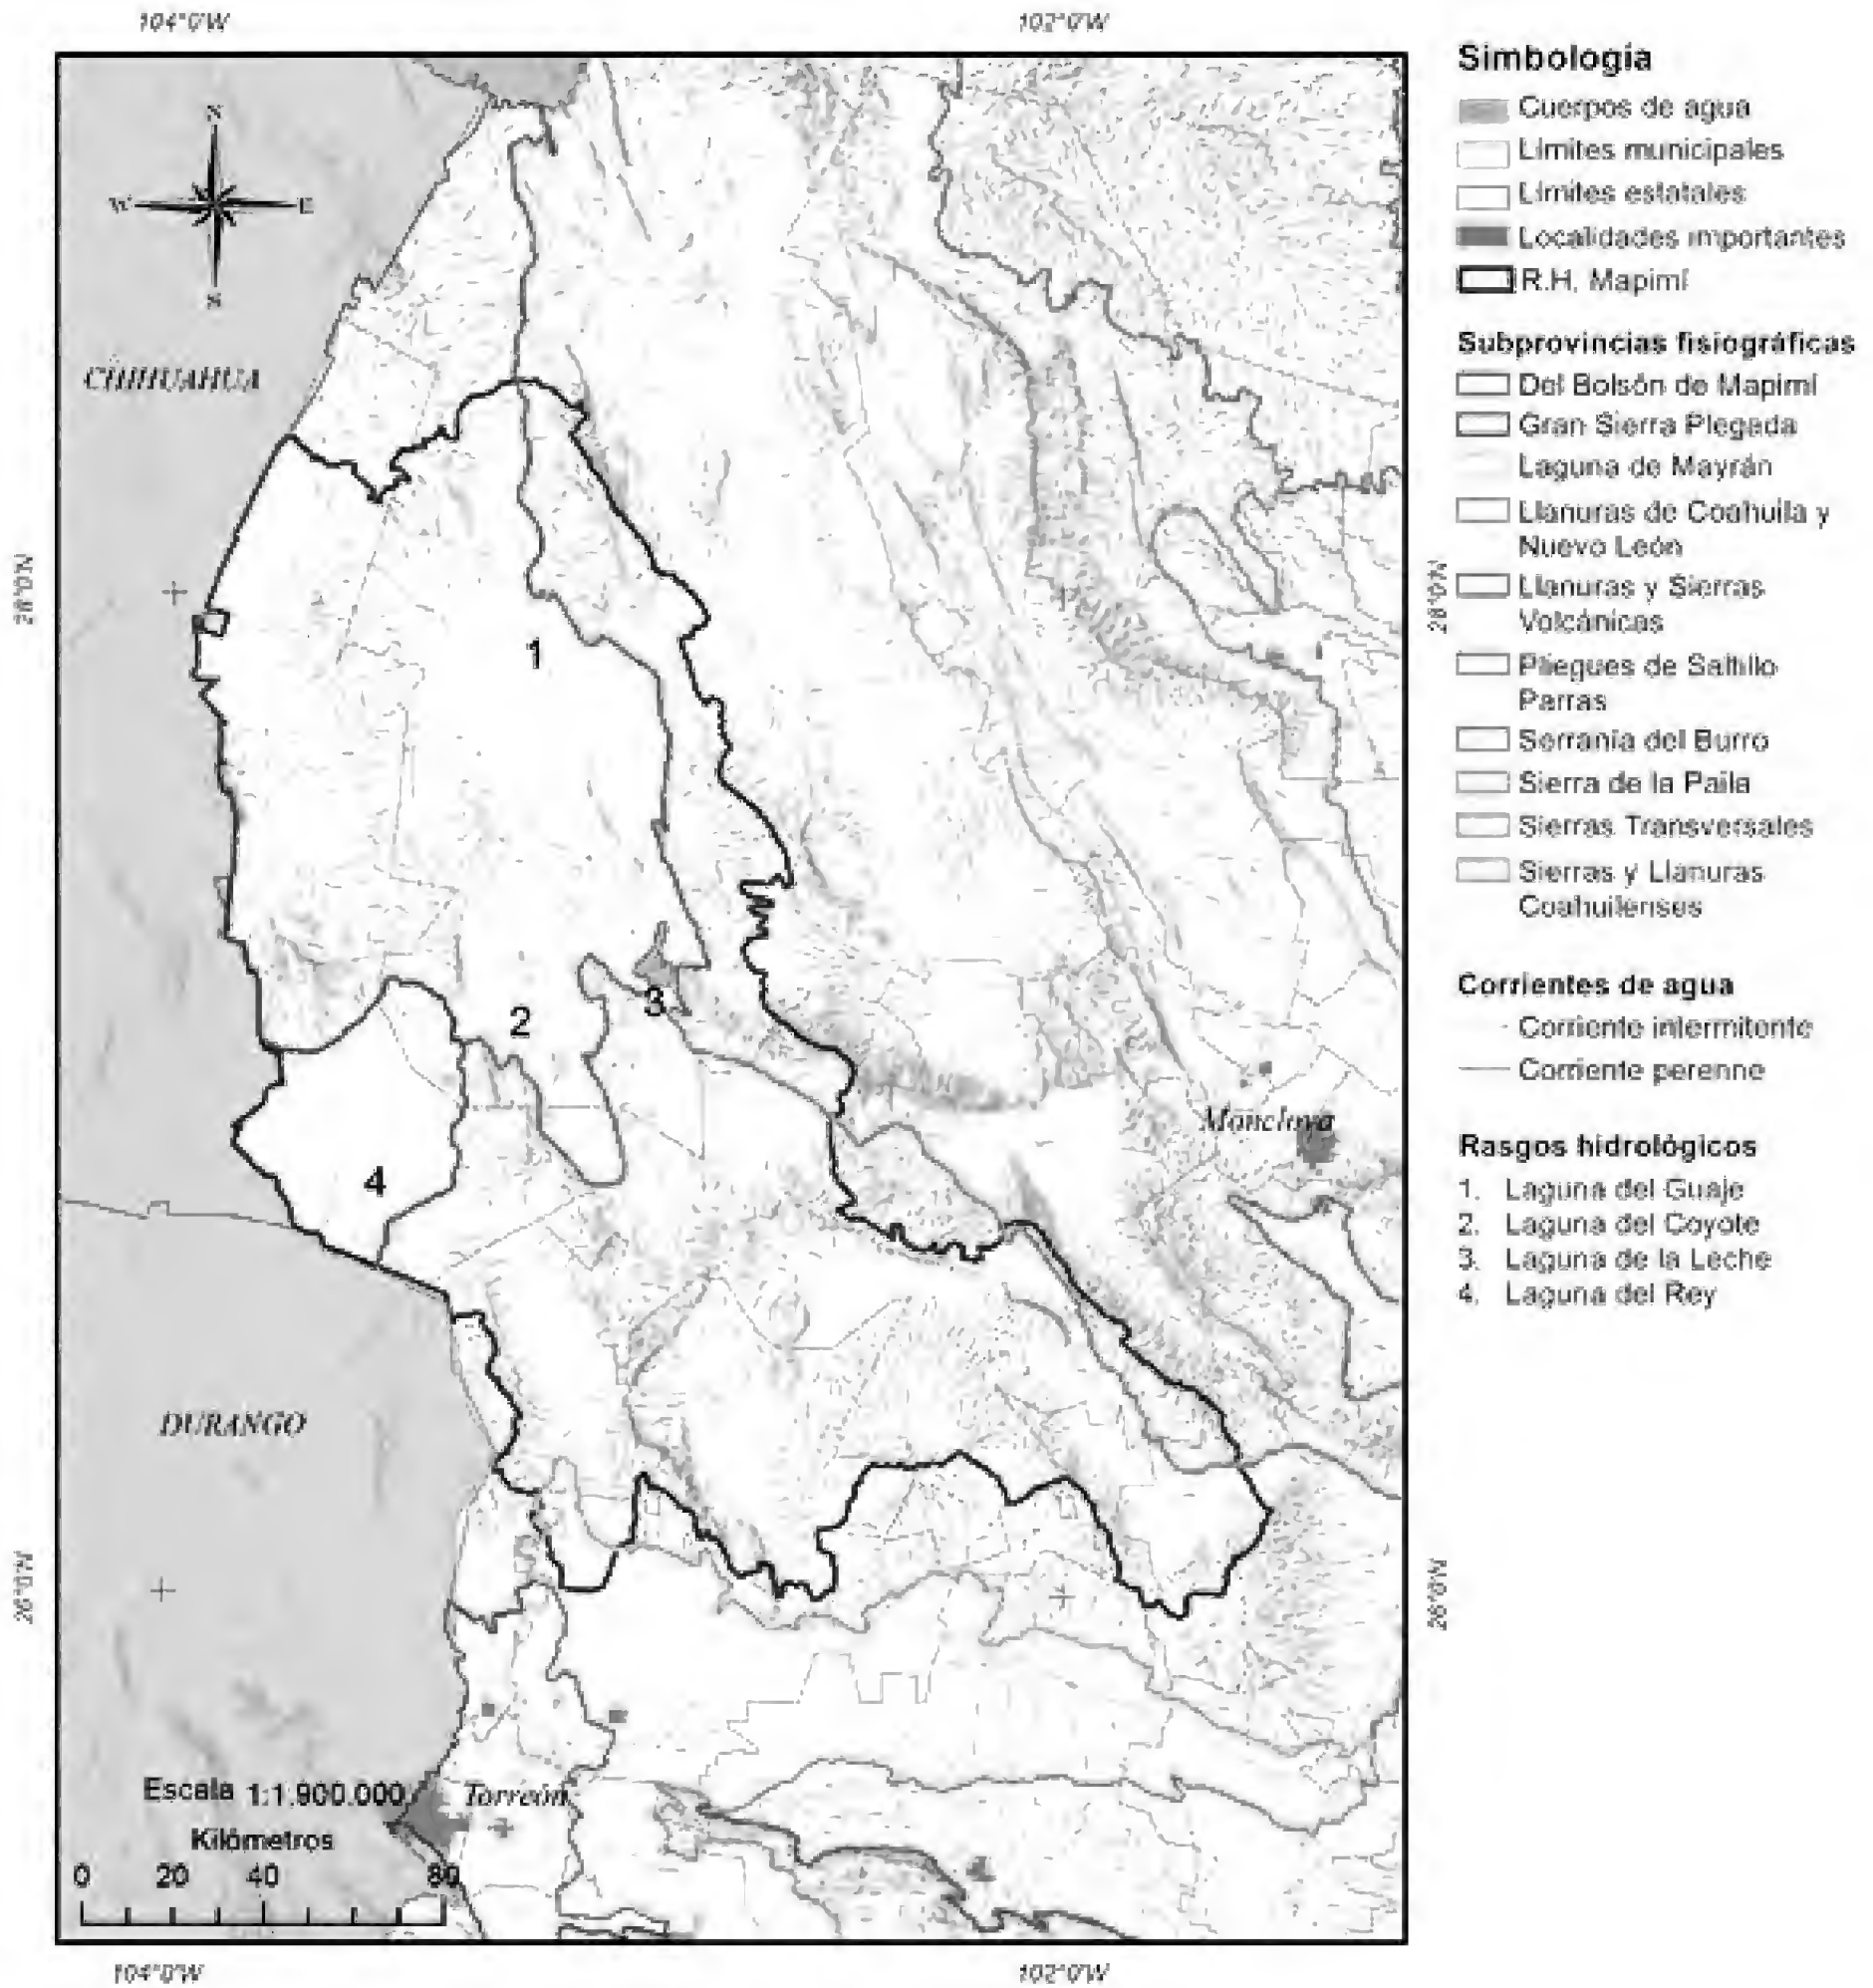 104°0'W 102°0'W
N
W E
S
CHIHUAHUA
28°0'N 28°0'N
1
2
3
4
Monclova
DURANGO
26°0'N 26°0'N
Torreón
Escala 1:1.900.000
Kilómetros
0 20 40 80
104°0'W 102°0'W
Simbología
Cuerpos de agua
Límites municipales
Límites estatales
Localidades importantes
R.H. Mapimí
Subprovincias fisiográficas
Del Bolsón de Mapimí
Gran Sierra Plegada
Laguna de Mayrán
Llanuras de Coahuila y
Nuevo León
Llanuras y Sierras
Volcánicas
Pliegues de Saltillo
Parras
Serranía del Burro
Sierra de la Paila
Sierras Transversales
Sierras y Llanuras
Coahuilenses
Corrientes de agua
Corriente intermitente
Corriente perenne
Rasgos hidrológicos
1. Laguna del Guaje
2. Laguna del Coyote
3. Laguna de la Leche
4. Laguna del Rey